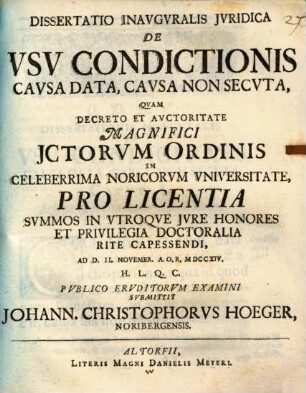 DISSERTATIO INAVGVRALIS JVRIDICA
DE
VSV CONDICTIONIS
CAVSA DATA, CAVSA NON SECVTA,
QVAM
DECRETO ET AVCTORITATE
MAGNIFICI
JCTORVM ORDINIS
IN
CELEBERRIMA NORICORVM VNIVERSITATE,
PRO LICENTIA
SVMMOS IN VTROQVE JVRE HONORES
ET PRIVILEGIA DOCTORALIA
RITE CAPESSENDI,
AD D. II. NOVEMBR. A. O. R. MDCCXIV.
H. L. Q. C.
PVBLICO ERVDITORVM EXAMINI
SVBMITTIT
JOHANN. CHRISTOPHORVS HOEGER,
NORIBERGENSIS.
ALTORFII,
LITERIS MAGNI DANIELIS MEYERI.